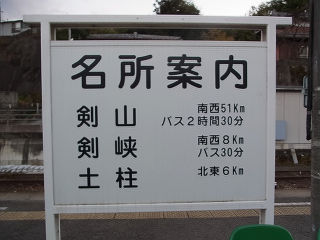 名所案内
剣山 南西51Km
バス2時間30分
剣峡 南西8Km
バス30分
土柱 北東6Km